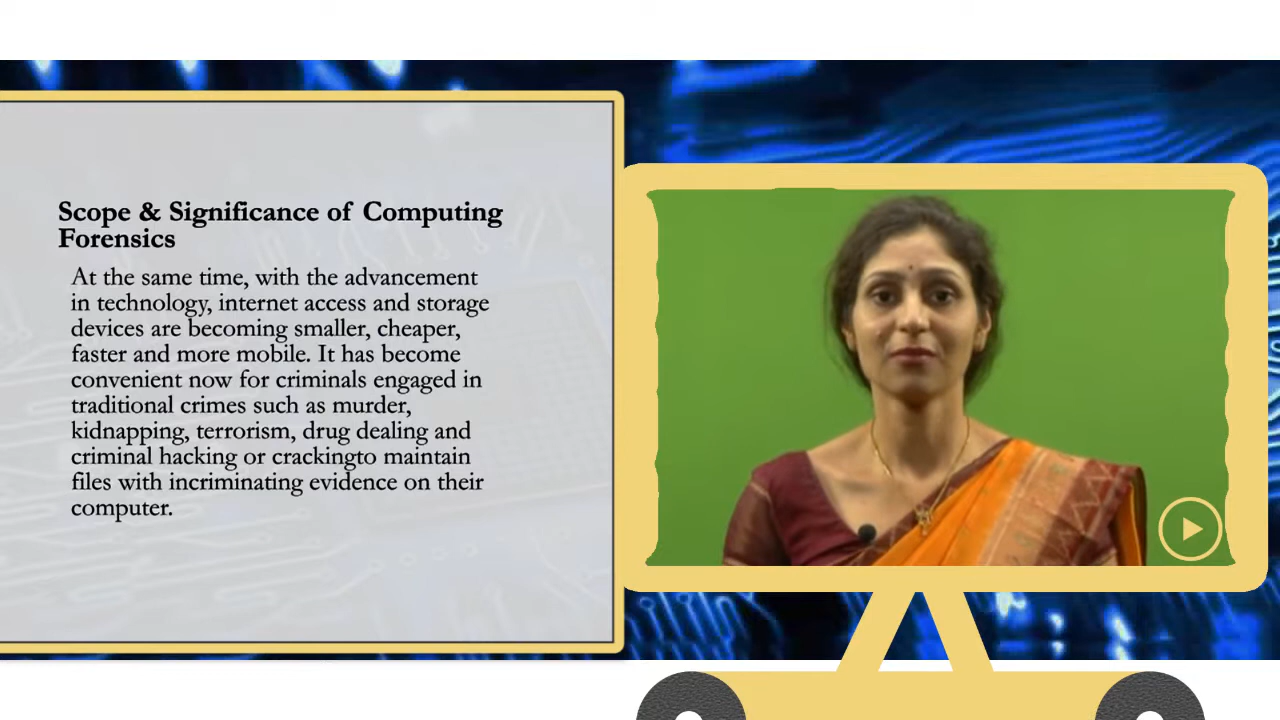 Scope & Significance of Computing
Forensics
At the same time, with the advancement
in technology, internet access and storage
devices are becoming smaller, cheaper,
faster and more mobile. It has become
convenient now for criminals engaged in
traditional crimes such as murder,
kidnapping, terrorism, drug dealing and
criminal hacking or crackingto maintain
files with incriminating evidence on their
computer.